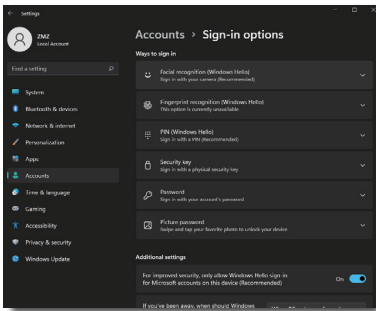 Settings
ZMZ
Local Account
Find a setting
System
Bluetooth & devices
Network & internet
Personalization
Apps
Accounts
Time & language
Gaming
Accessibility
Privacy & security
Windows Update
Accounts > Sign-in options
Ways to sign in
Facial recognition (Windows Hello)
Sign in with your camera (Recommended)
Fingerprint recognition (Windows Hello)
This option is currently unavailable
PIN (Windows Hello)
Sign in with a PIN (Recommended)
Security key
Sign in with a physical security key
Password
Sign in with your account's password
Picture password
Swipe and tap your favorite photo to unlock your device
Additional settings
For improved security, only allow Windows Hello sign-in
for Microsoft accounts on this device (Recommended)
On
If you've been away, when should Windows